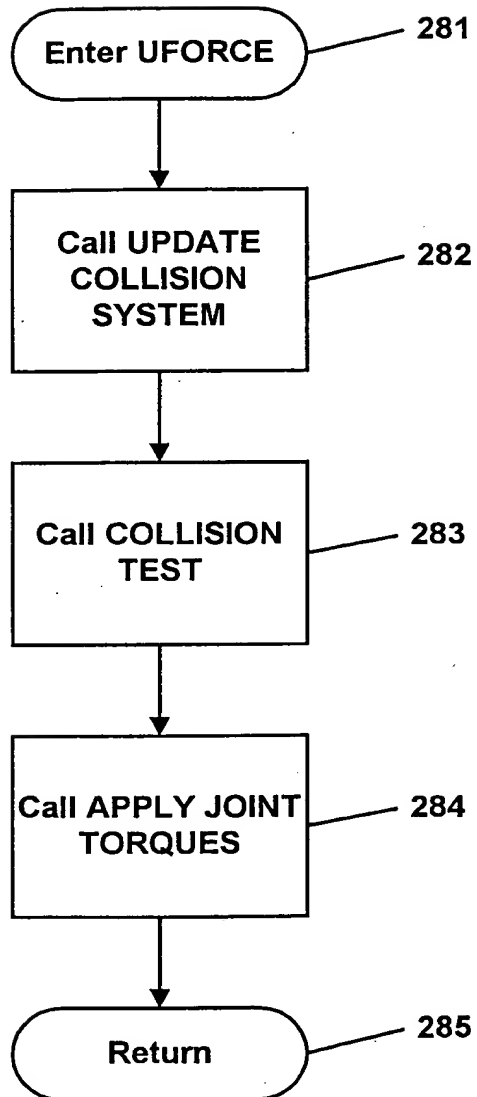 Enter UFORCE
281
Call UPDATE
COLLISION
SYSTEM
282
Call COLLISION
TEST
283
Call APPLY JOINT
TORQUES
284
Return
285